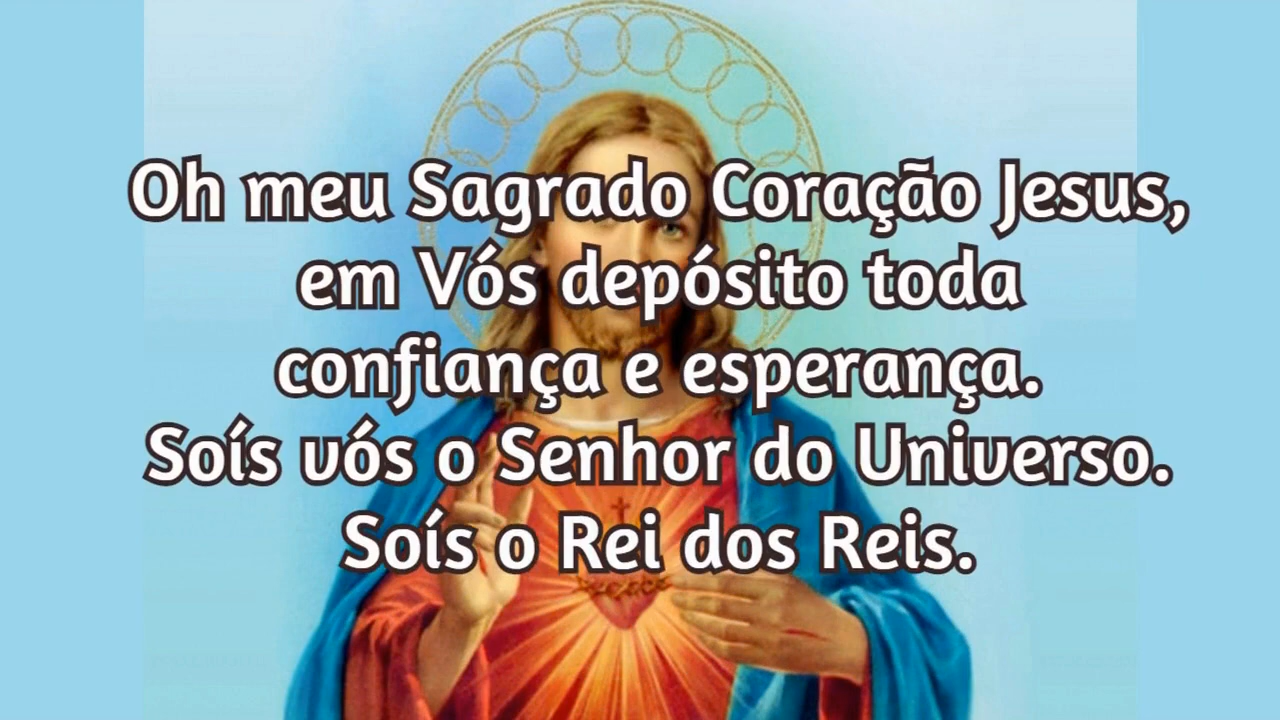 Oh meu Sagrado Coração Jesus,
em Vós depósito toda
confiança e esperança.
Soís vós o Senhor do Universo.
Soís o Rei dos Reis.